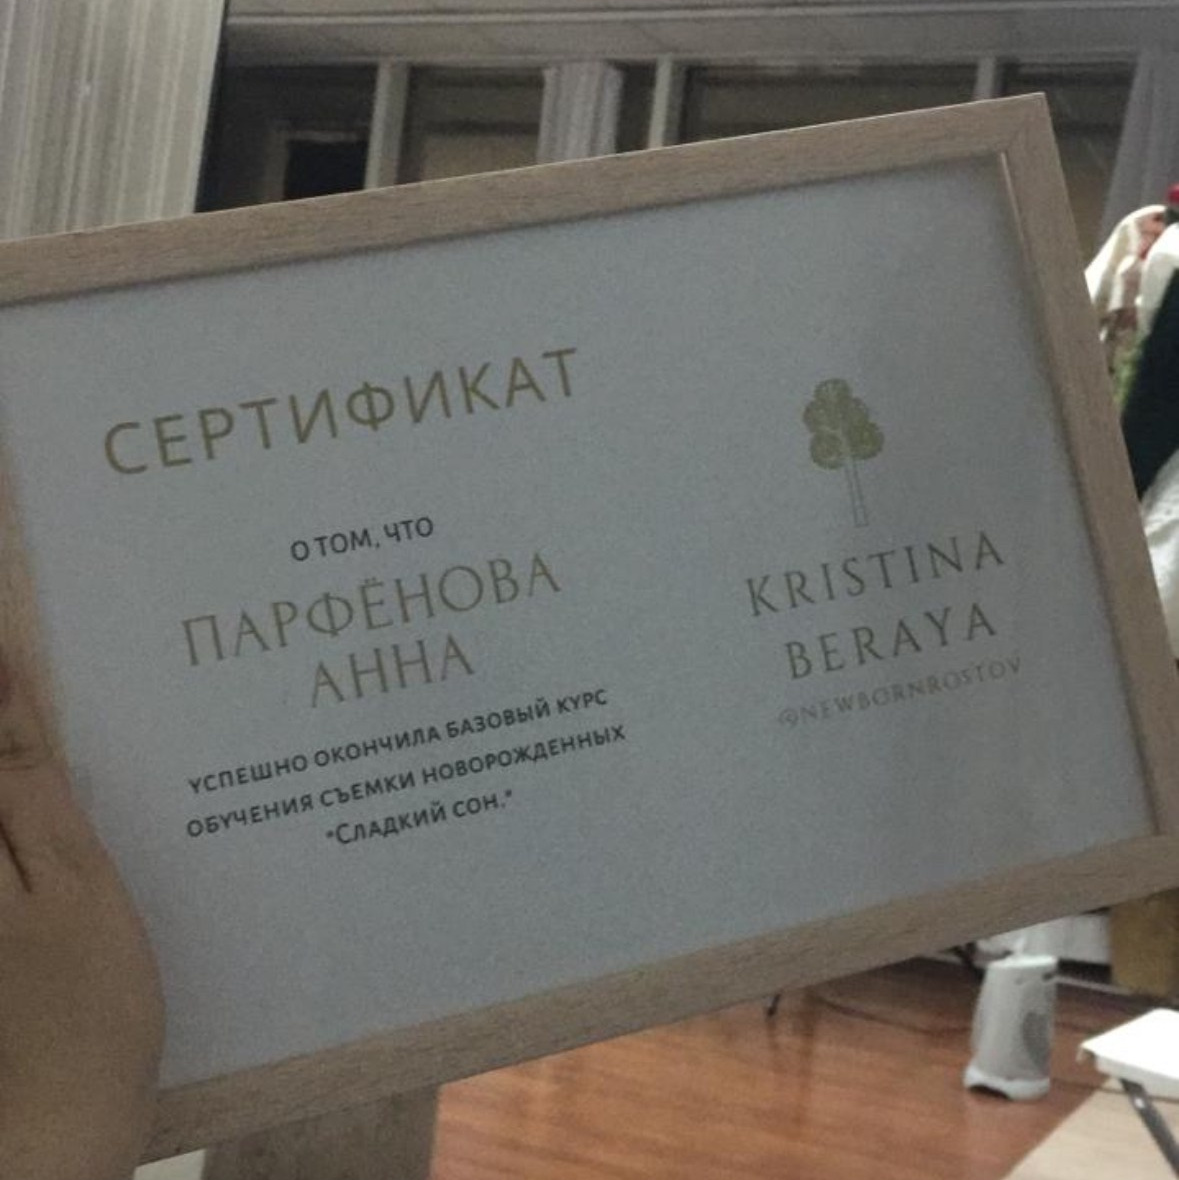 СЕРТИФИКАТ
О ТОМ, ЧТО
ПАРФЁНОВА
АННА
УСПЕШНО ОКОНЧИЛА БАЗОВЫЙ КУРС
ОБУЧЕНИЯ СЪЕМКИ НОВОРОЖДЕННЫХ
"СЛАДКИЙ СОН."
KRISTINA
BERAYA
@NEWBORNROSTOV